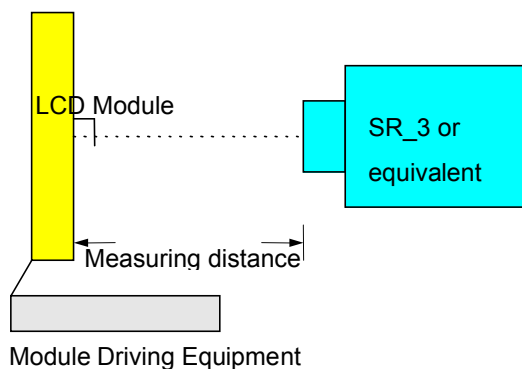 LCD Module
SR_3 or
equivalent
Measuring distance
Module Driving Equipment